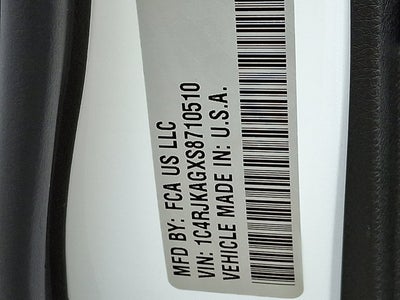 MFD BY: FCA US LLC
VIN: 1C4RJKAGXS8710510
VEHICLE MADE IN: U.S.A.